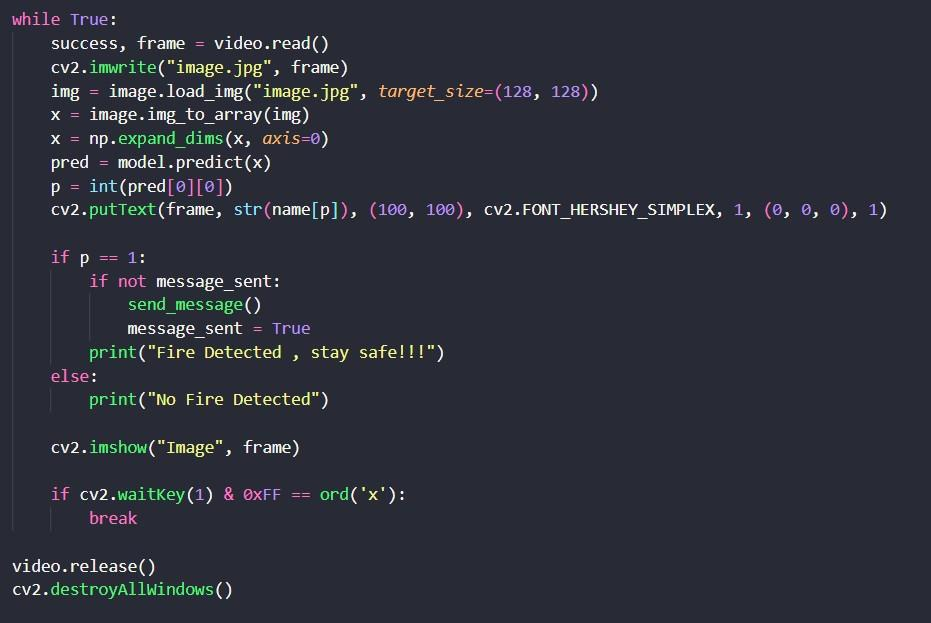 while True:
    success, frame = video.read()
    cv2.imwrite("image.jpg", frame)
    img = image.load_img("image.jpg", target_size=(128, 128))
    x = image.img_to_array(img)
    x = np.expand_dims(x, axis=0)
    pred = model.predict(x)
    p = int(pred[0][0])
    cv2.putText(frame, str(name[p]), (100, 100), cv2.FONT_HERSHEY_SIMPLEX, 1, (0, 0, 0), 1)

    if p == 1:
        if not message_sent:
            send_message()
            message_sent = True
        print("Fire Detected , stay safe!!!")
    else:
        print("No Fire Detected")

    cv2.imshow("Image", frame)

    if cv2.waitKey(1) & 0xFF == ord('x'):
        break

video.release()
cv2.destroyAllWindows()